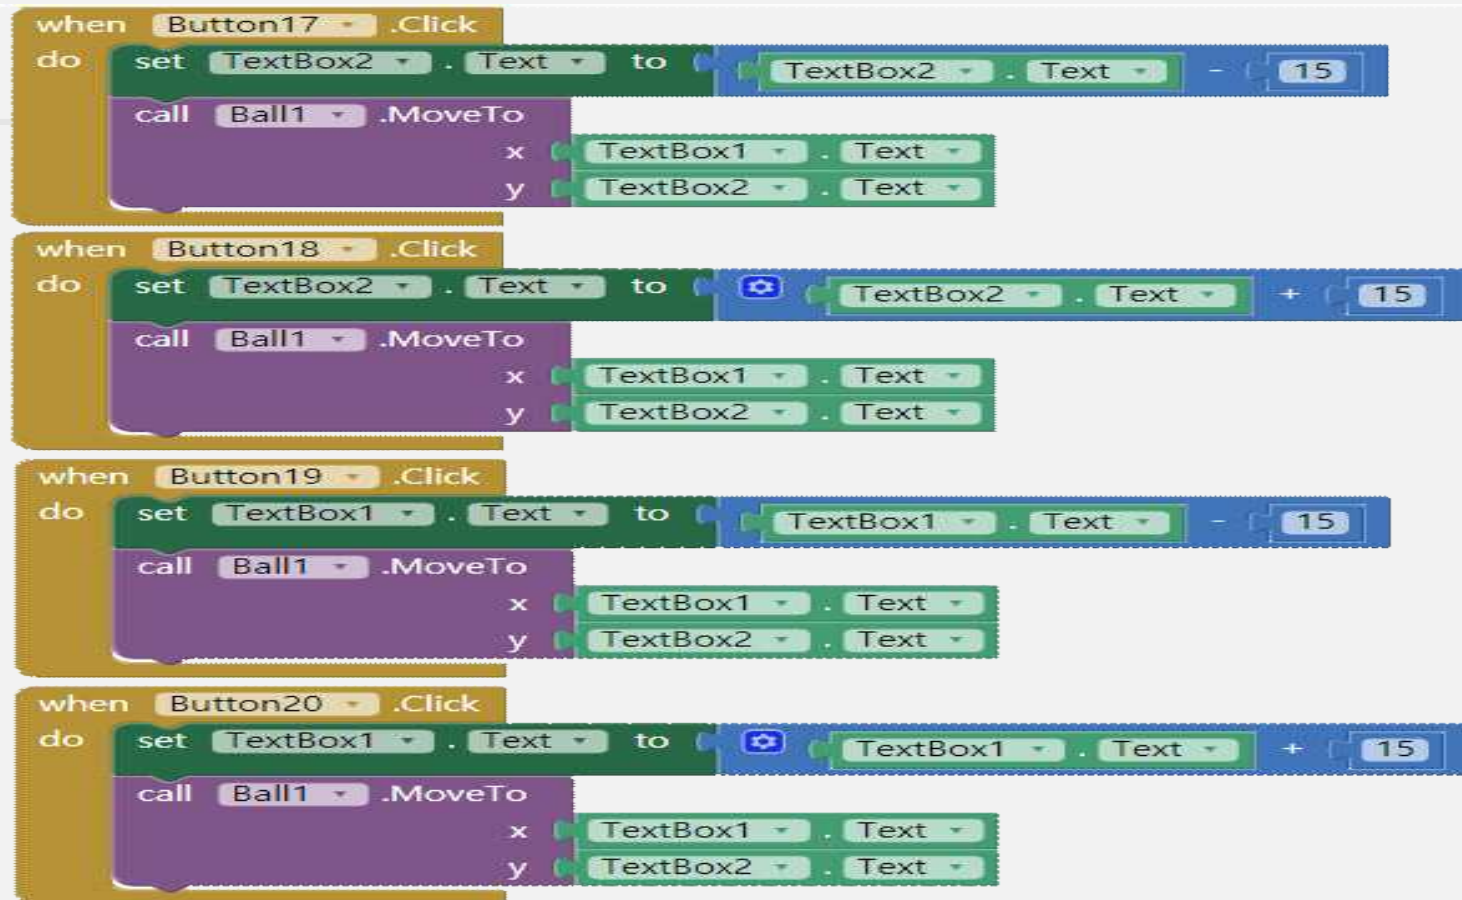 when Button17 .Click
do set TextBox2 . Text to TextBox2 . Text - 15
call Ball1 .MoveTo
x TextBox1 . Text
y TextBox2 . Text
when Button18 .Click
do set TextBox2 . Text to TextBox2 . Text + 15
call Ball1 .MoveTo
x TextBox1 . Text
y TextBox2 . Text
when Button19 .Click
do set TextBox1 . Text to TextBox1 . Text - 15
call Ball1 .MoveTo
x TextBox1 . Text
y TextBox2 . Text
when Button20 .Click
do set TextBox1 . Text to TextBox1 . Text + 15
call Ball1 .MoveTo
x TextBox1 . Text
y TextBox2 . Text